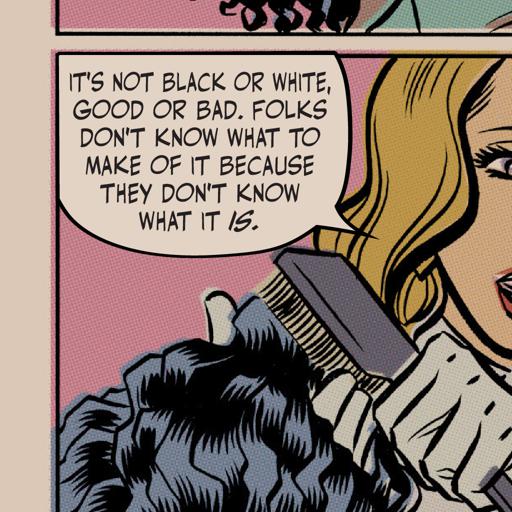 IT'S NOT BLACK OR WHITE,
GOOD OR BAD. FOLKS
DON'T KNOW WHAT TO
MAKE OF IT BECAUSE
THEY DON'T KNOW
WHAT IT IS.